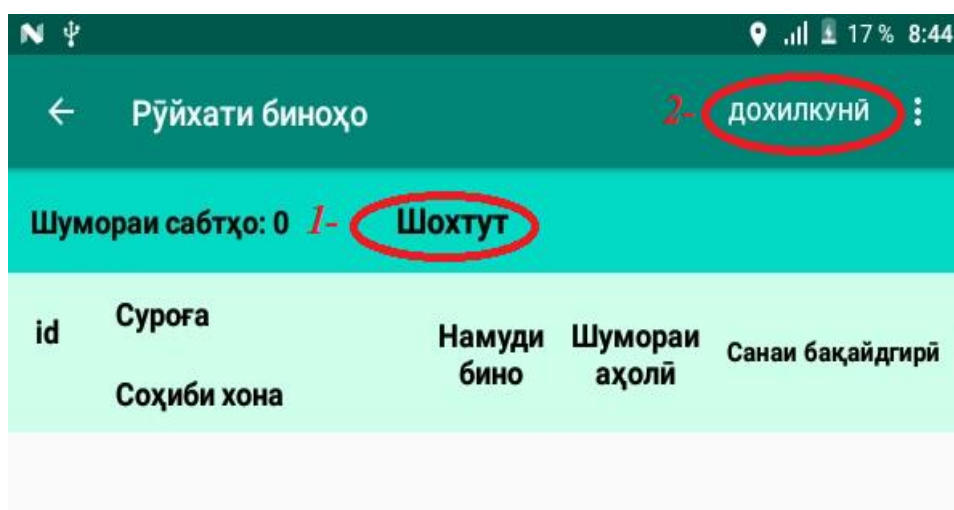 17 % 8:44
Рӯйхати биноҳо 2- ДОХИЛКУНӢ
Шумораи сабтҳо: 0 1- Шохтут
id
Суроға
Соҳиби хона
Намуди
бино
Шумораи
аҳолӣ
Санаи бақайдгирӣ